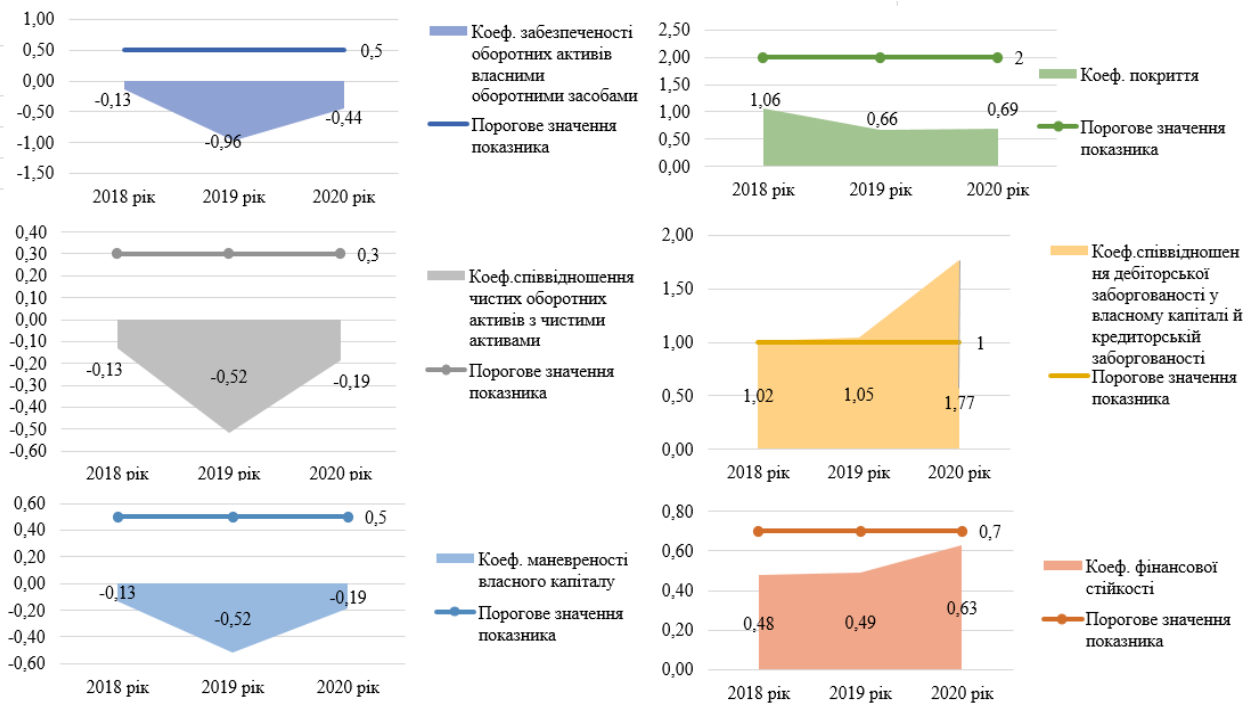 1,00
0,50
0,00
-0,50
-1,00
-1,50
0,5
-0,13
-0,96
-0,44
2018 рік
2019 рік
2020 рік
Коеф. забезпеченості
оборотних активів
власними
оборотними засобами
Порогове значення
показника
2,50
2,00
1,50
1,00
0,50
0,00
2
1,06
0,66
0,69
2018 рік
2019 рік
2020 рік
Коеф. покриття
Порогове значення
показника
0,40
0,30
0,20
0,10
0,00
-0,10
-0,20
-0,30
-0,40
-0,50
-0,60
0,3
-0,13
-0,52
-0,19
2018 рік
2019 рік
2020 рік
Коеф.співвідношення
чистих оборотних
активів з чистими
активами
Порогове значення
показника
2,00
1,50
1,00
0,50
0,00
1
1,02
1,05
1,77
2018 рік
2019 рік
2020 рік
Коеф.співвідношен
ня дебіторської
заборгованості у
власному капіталі й
кредиторській
заборгованості
Порогове значення
показника
0,60
0,40
0,20
0,00
-0,20
-0,40
-0,60
0,5
-0,13
-0,52
-0,19
2018 рік
2019 рік
2020 рік
Коеф. маневреності
власного капіталу
Порогове значення
показника
0,80
0,60
0,40
0,20
0,00
0,7
0,48
0,49
0,63
2018 рік
2019 рік
2020 рік
Коеф. фінансової
стійкості
Порогове значення
показника